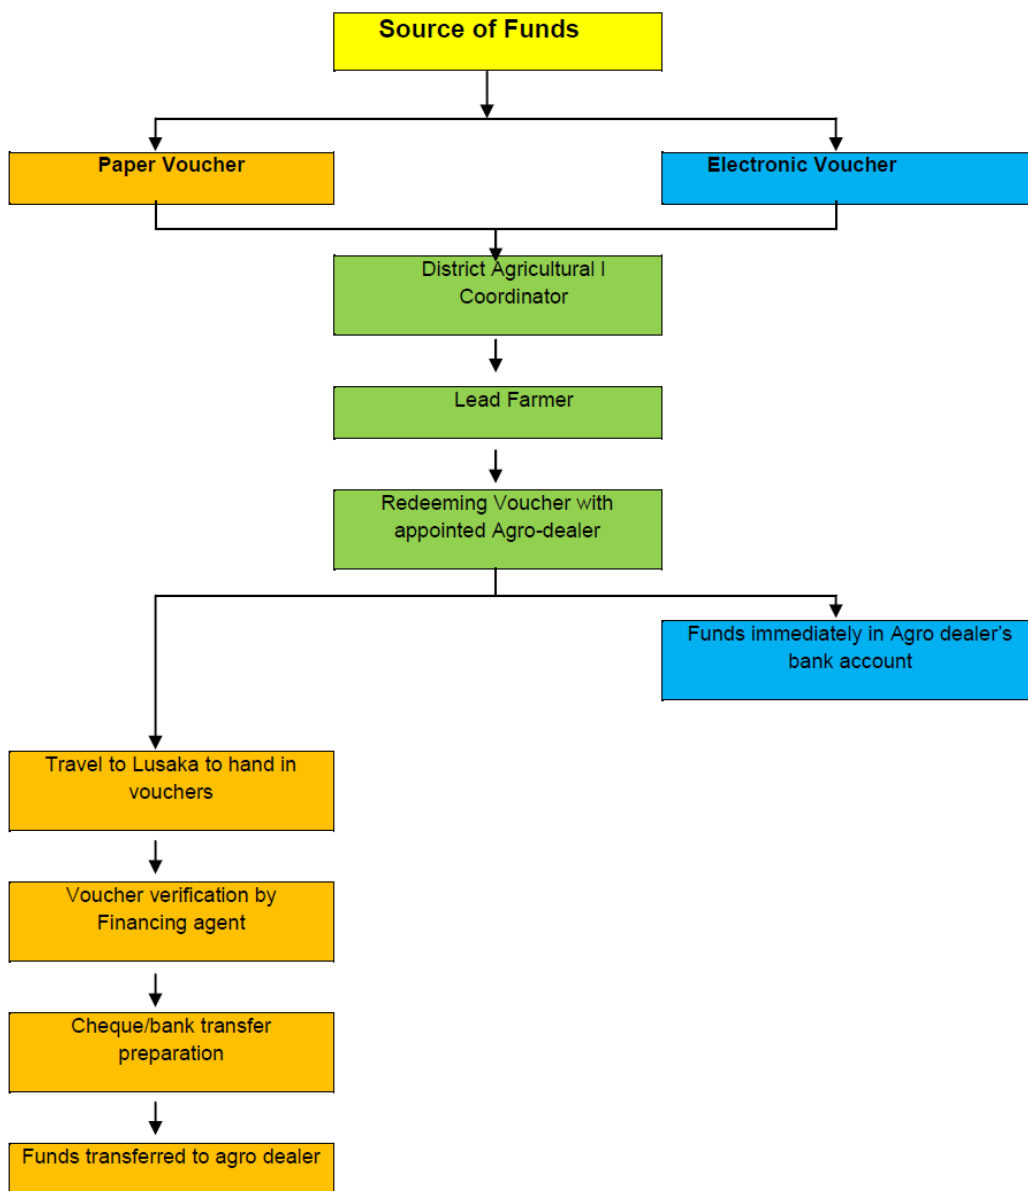 Source of Funds
Paper Voucher
Electronic Voucher
District Agricultural l
Coordinator
Lead Farmer
Redeeming Voucher with
appointed Agro-dealer
Funds immediately in Agro dealer's
bank account
Travel to Lusaka to hand in
vouchers
Voucher verification by
Financing agent
Cheque/bank transfer
preparation
Funds transferred to agro dealer